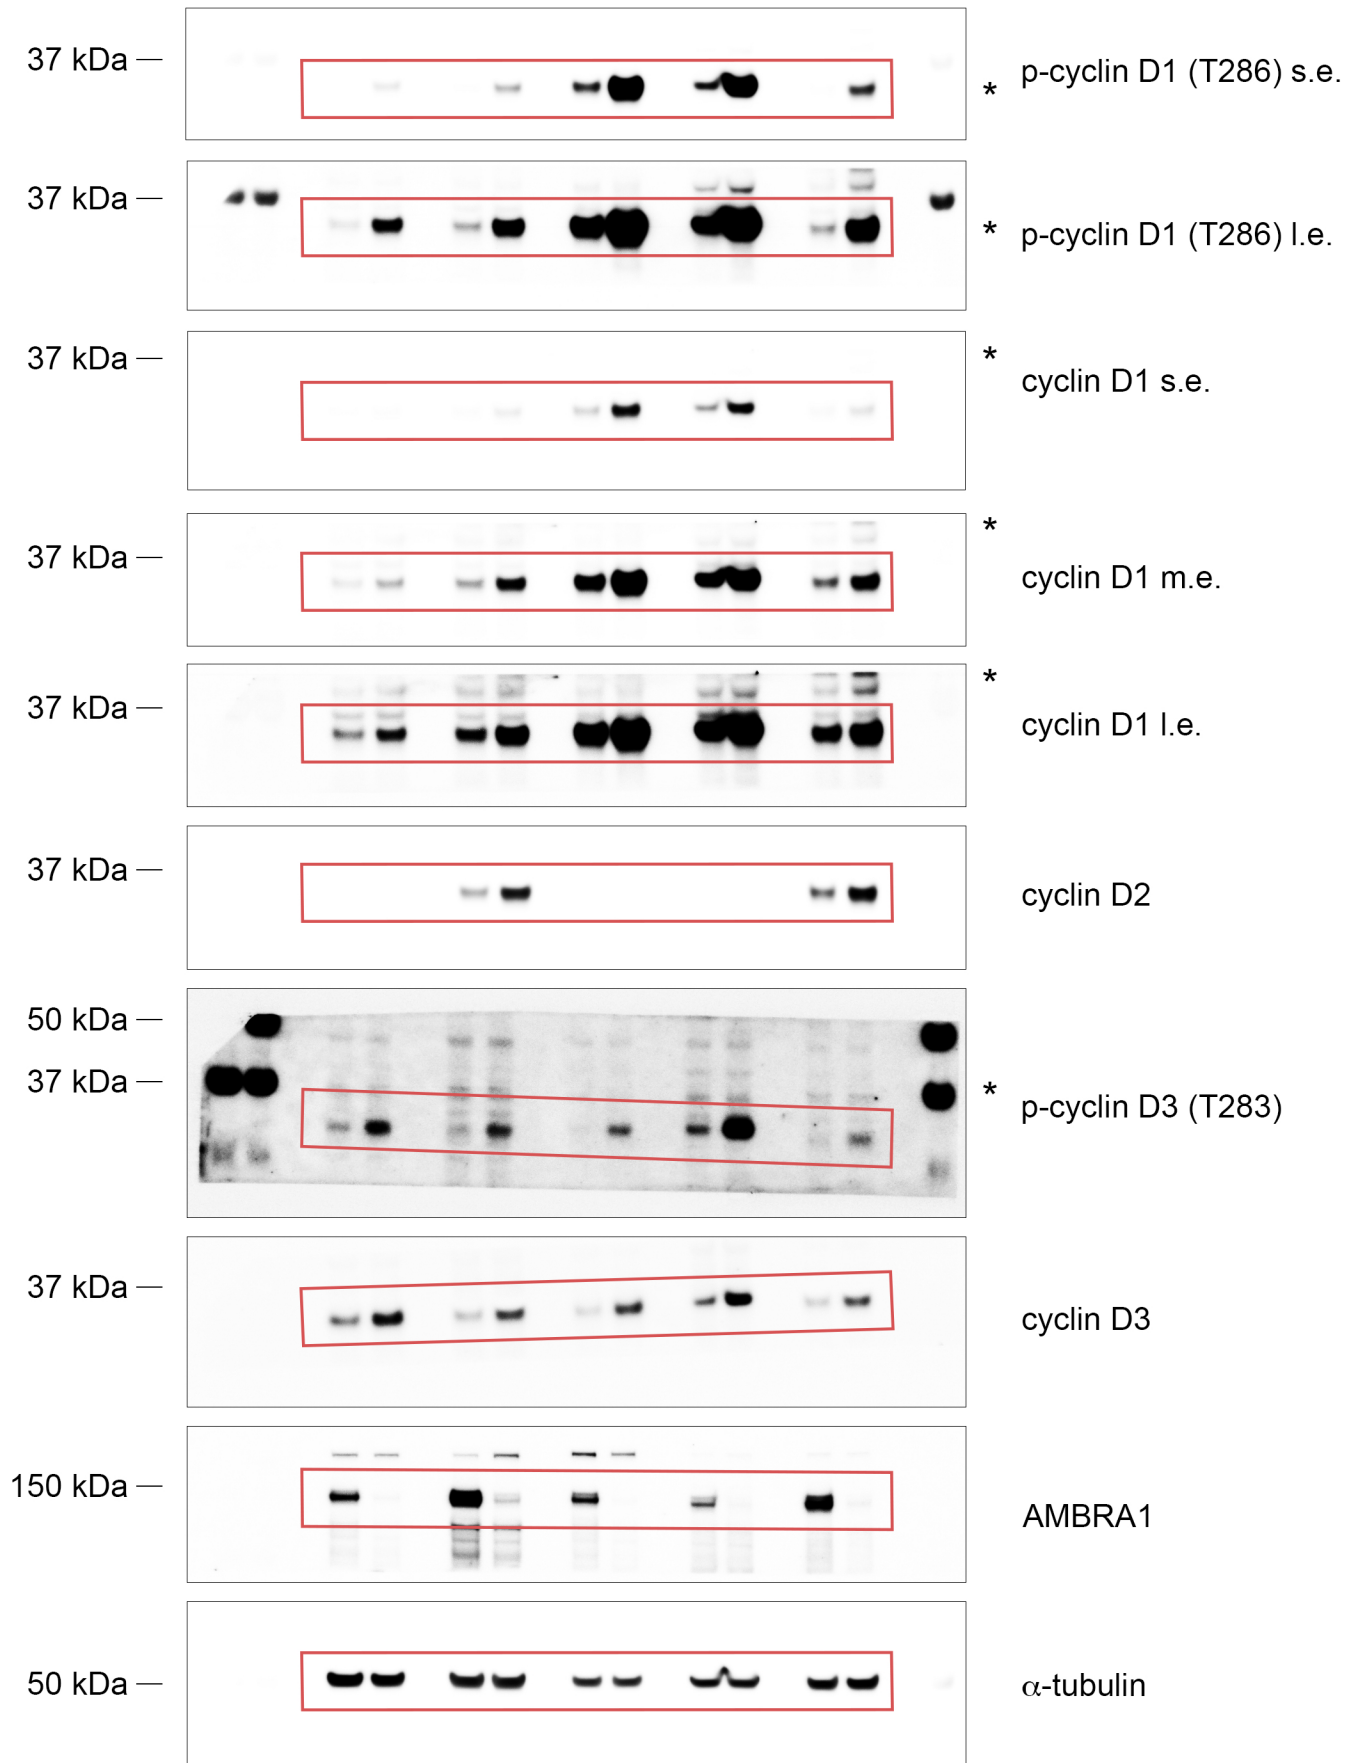 37 kDa — * p-cyclin D1 (T286) s.e.
37 kDa — * p-cyclin D1 (T286) l.e.
37 kDa — * cyclin D1 s.e.
37 kDa — * cyclin D1 m.e.
37 kDa — * cyclin D1 l.e.
37 kDa — cyclin D2
50 kDa —
37 kDa — * p-cyclin D3 (T283)
37 kDa — cyclin D3
150 kDa — AMBRA1
50 kDa — α-tubulin